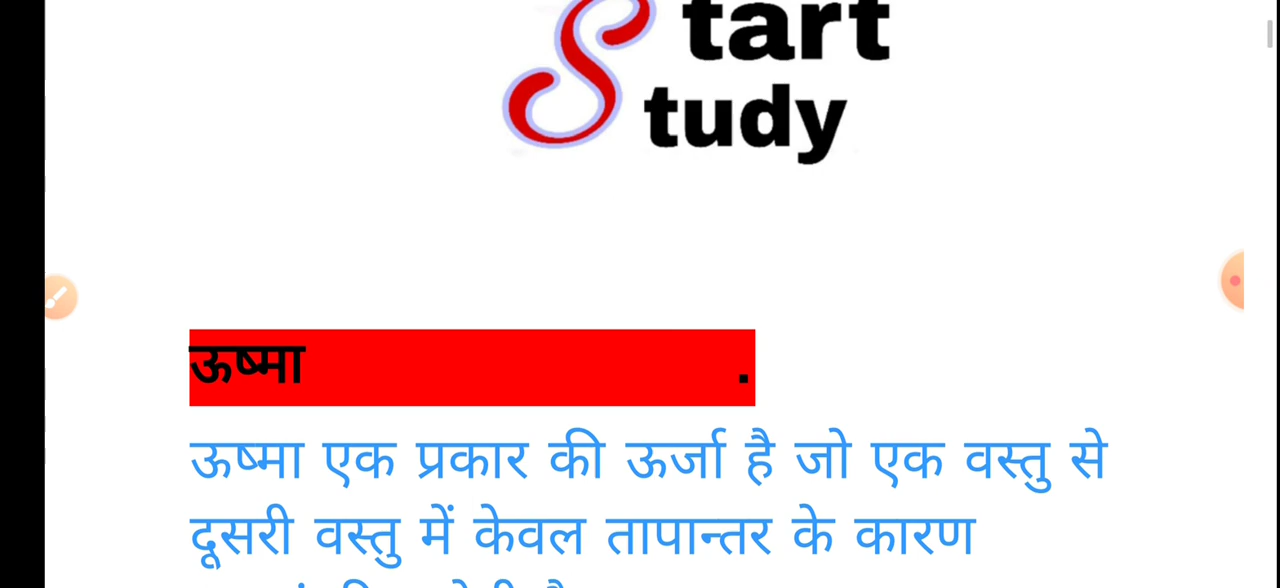 Start
Study
ऊष्मा .
ऊष्मा एक प्रकार की ऊर्जा है जो एक वस्तु से
दूसरी वस्तु में केवल तापान्तर के कारण